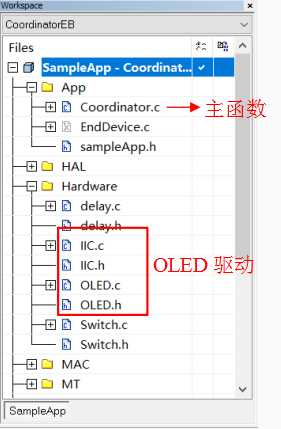 Workspace
CoordinatorEB
Files
SampleApp - Coordinat...
App
Coordinator.c
主函数
EndDevice.c
sampleApp.h
HAL
Hardware
delay.c
delay.h
IIC.c
IIC.h
OLED 驱动
OLED.c
OLED.h
Switch.c
Switch.h
MAC
MT
SampleApp